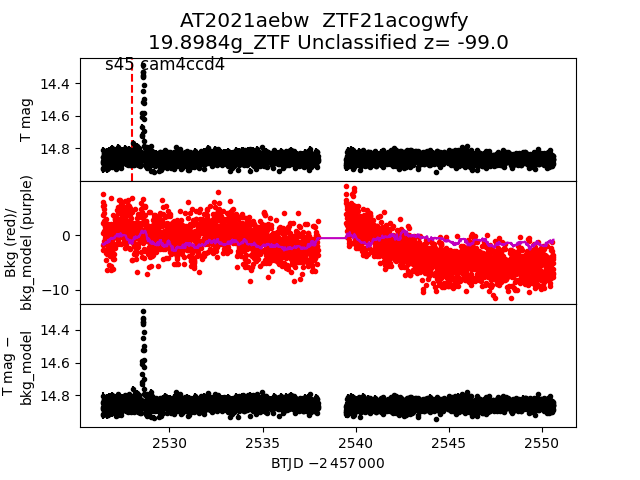 AT2021aebw ZTF21acogwfy
19.8984g_ZTF Unclassified z= -99.0
s45 cam4ccd4
14.4
14.6
14.8
T mag
0
−10
Bkg (red)/
bkg_model (purple)
14.4
14.6
14.8
T mag −
bkg_model
2530
2535
2540
2545
2550
BTJD −2 457 000